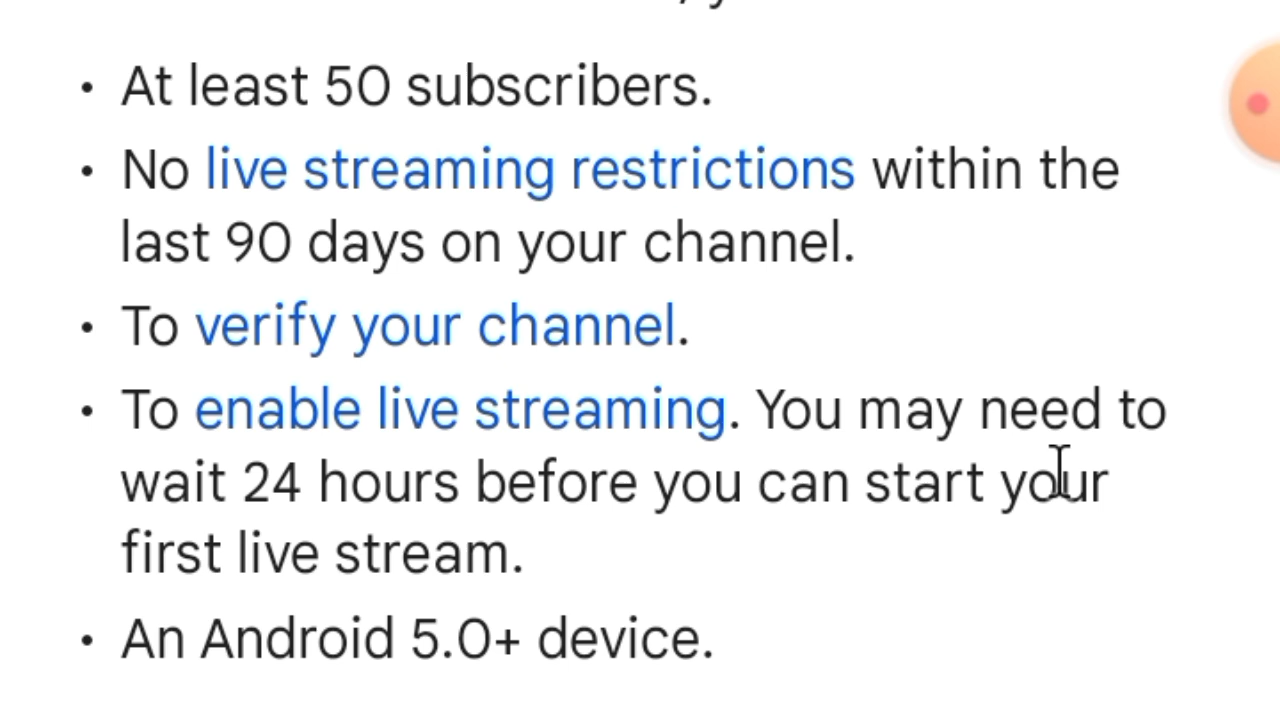 • At least 50 subscribers.
• No live streaming restrictions within the
last 90 days on your channel.
• To verify your channel.
• To enable live streaming. You may need to
wait 24 hours before you can start your
first live stream.
• An Android 5.0+ device.